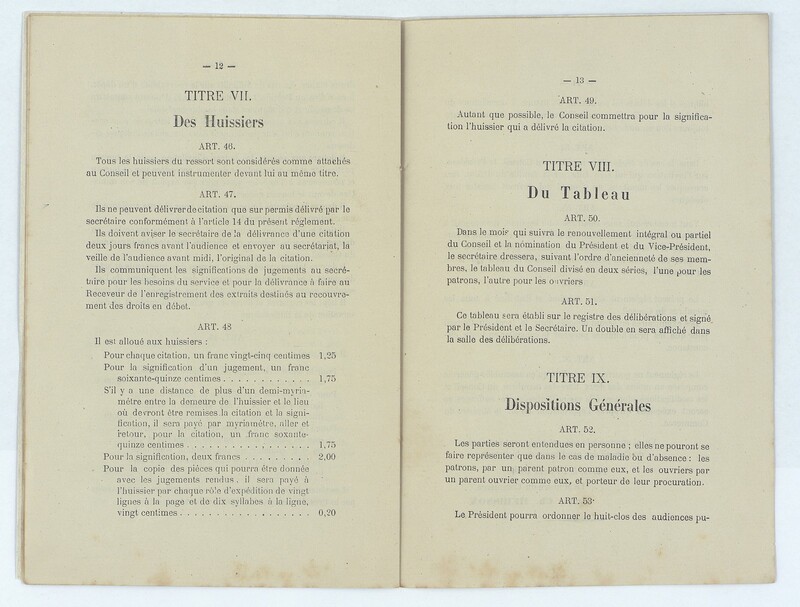 — 12 —
TITRE VII.
Des Huissiers
ART. 46.
Tous les huissiers du ressort sont considérés comme attachés
au Conseil et peuvent instrumenter devant lui au même titre.
ART. 47.
Ils ne peuvent délivrer de citation que sur permis délivré par le
secrétaire conformément à l'article 14 du présent réglement.
Ils doivent aviser le secrétaire de la délivrance d'une citation
deux jours francs avant l'audience et envoyer au secrétariat, la
veille de l'audience avant midi, l'original de la citation.
Ils communiquent les significations de jugements au secré-
taire pour les besoins du service et pour la délivrance à faire au
Receveur de l'enregistrement des extraits destinés au recouvre-
ment des droits en débet.
ART. 48
Il est alloué aux huissiers :
Pour chaque citation, un franc vingt-cinq centimes 1,25
Pour la signification d'un jugement, un franc
soixante-quinze centimes . . . . . . . . . . . . 1,75
S'il y a une distance de plus d'un demi-myria-
métre entre la demeure de l'huissier et le lieu
où devront étre remises la citation et la signi-
fication, il sera payé par myriamétre, aller et
retour, pour la citation, un franc soxante-
quinze centimes . . . . . . . . . . . . . . . . . 1,75
Pour la signification, deux francs . . . . . . . . . 2,00
Pour la copie des piéces qui pourra étre donnée
avec les jugements rendus, il sera payé à
l'huissier par chaque rôle d'expédition de vingt
lignes à la page et de dix syllabes à la ligne,
vingt centimes . . . . . . . . . . . . . . . . . . 0,20
— 13 —
ART. 49.
Autant que possible, le Conseil commettra pour la significa-
tion l'huissier qui a délivré la citation.
TITRE VIII.
Du Tableau
ART. 50.
Dans le mois qui suivra le renouvellement intégral ou partiel
du Conseil et la nomination du Président et du Vice-Président,
le secrétaire dressera, suivant l'ordre d'ancienneté de ses mem-
bres, le tableau du Conseil divisé en deux séries, l'une pour les
patrons, l'autre pour les ouvriers
ART. 51.
Ce tableau sera établi sur le registre des délibérations et signé
par le Président et le Secrétaire. Un double en sera affiché dans
la salle des délibérations.
TITRE IX.
Dispositions Générales
ART. 52.
Les parties seront entendues en personne ; elles ne pouront se
faire représenter que dans le cas de maladie ou d'absence : les
patrons, par un parent patron comme eux, et les ouvriers par
un parent ouvrier comme eux, et porteur de leur procuration.
ART. 53.
Le Président pourra ordonner le huit-clos des audiences pu-